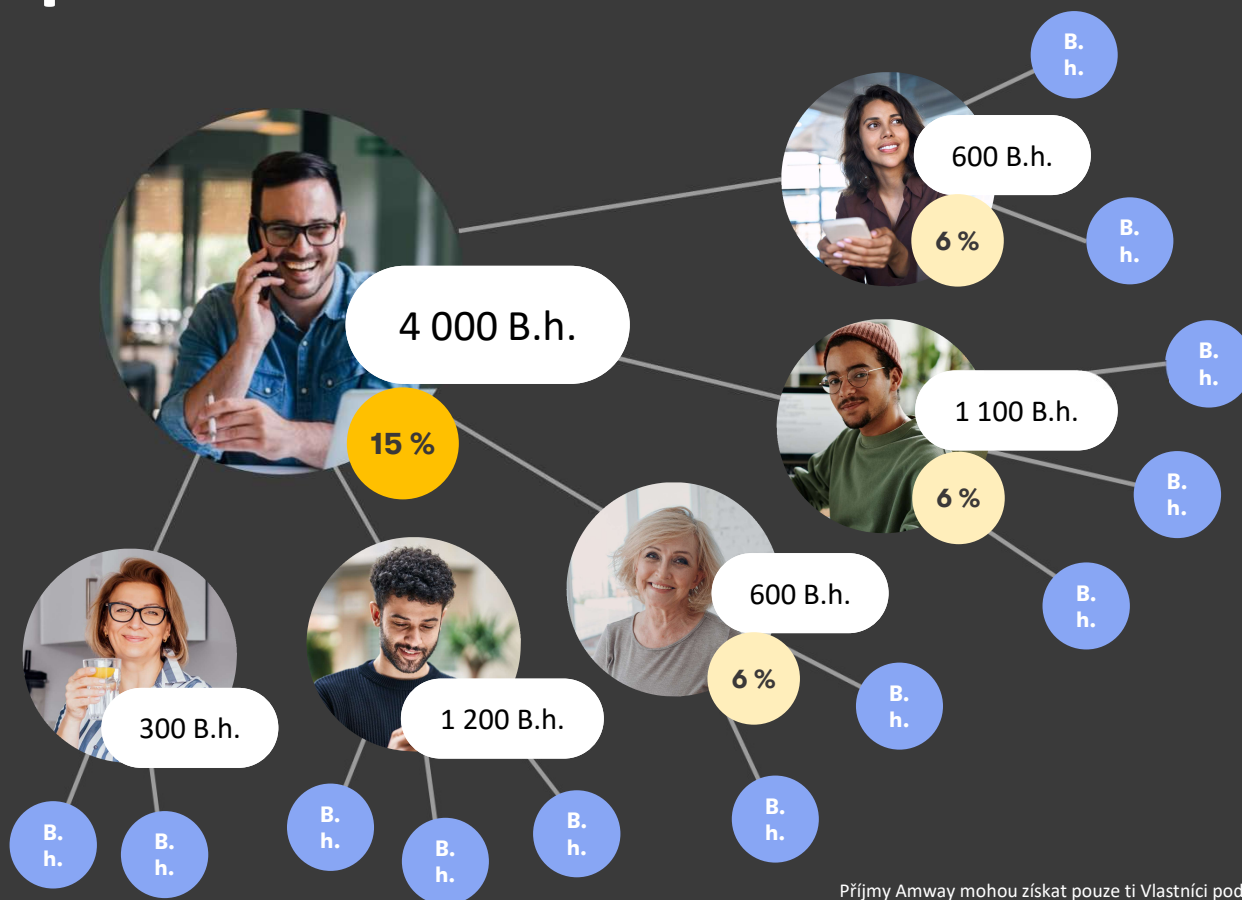 B.
h.
600 B.h.
6 %
B.
h.
4 000 B.h.
15 %
B.
h.
1 100 B.h.
6 %
B.
h.
B.
h.
600 B.h.
6 %
B.
h.
B.
h.
300 B.h.
B.
h.
B.
h.
1 200 B.h.
B.
h.
B.
h.
B.
h.
Příjmy Amway mohou získat pouze ti Vlastníci pod